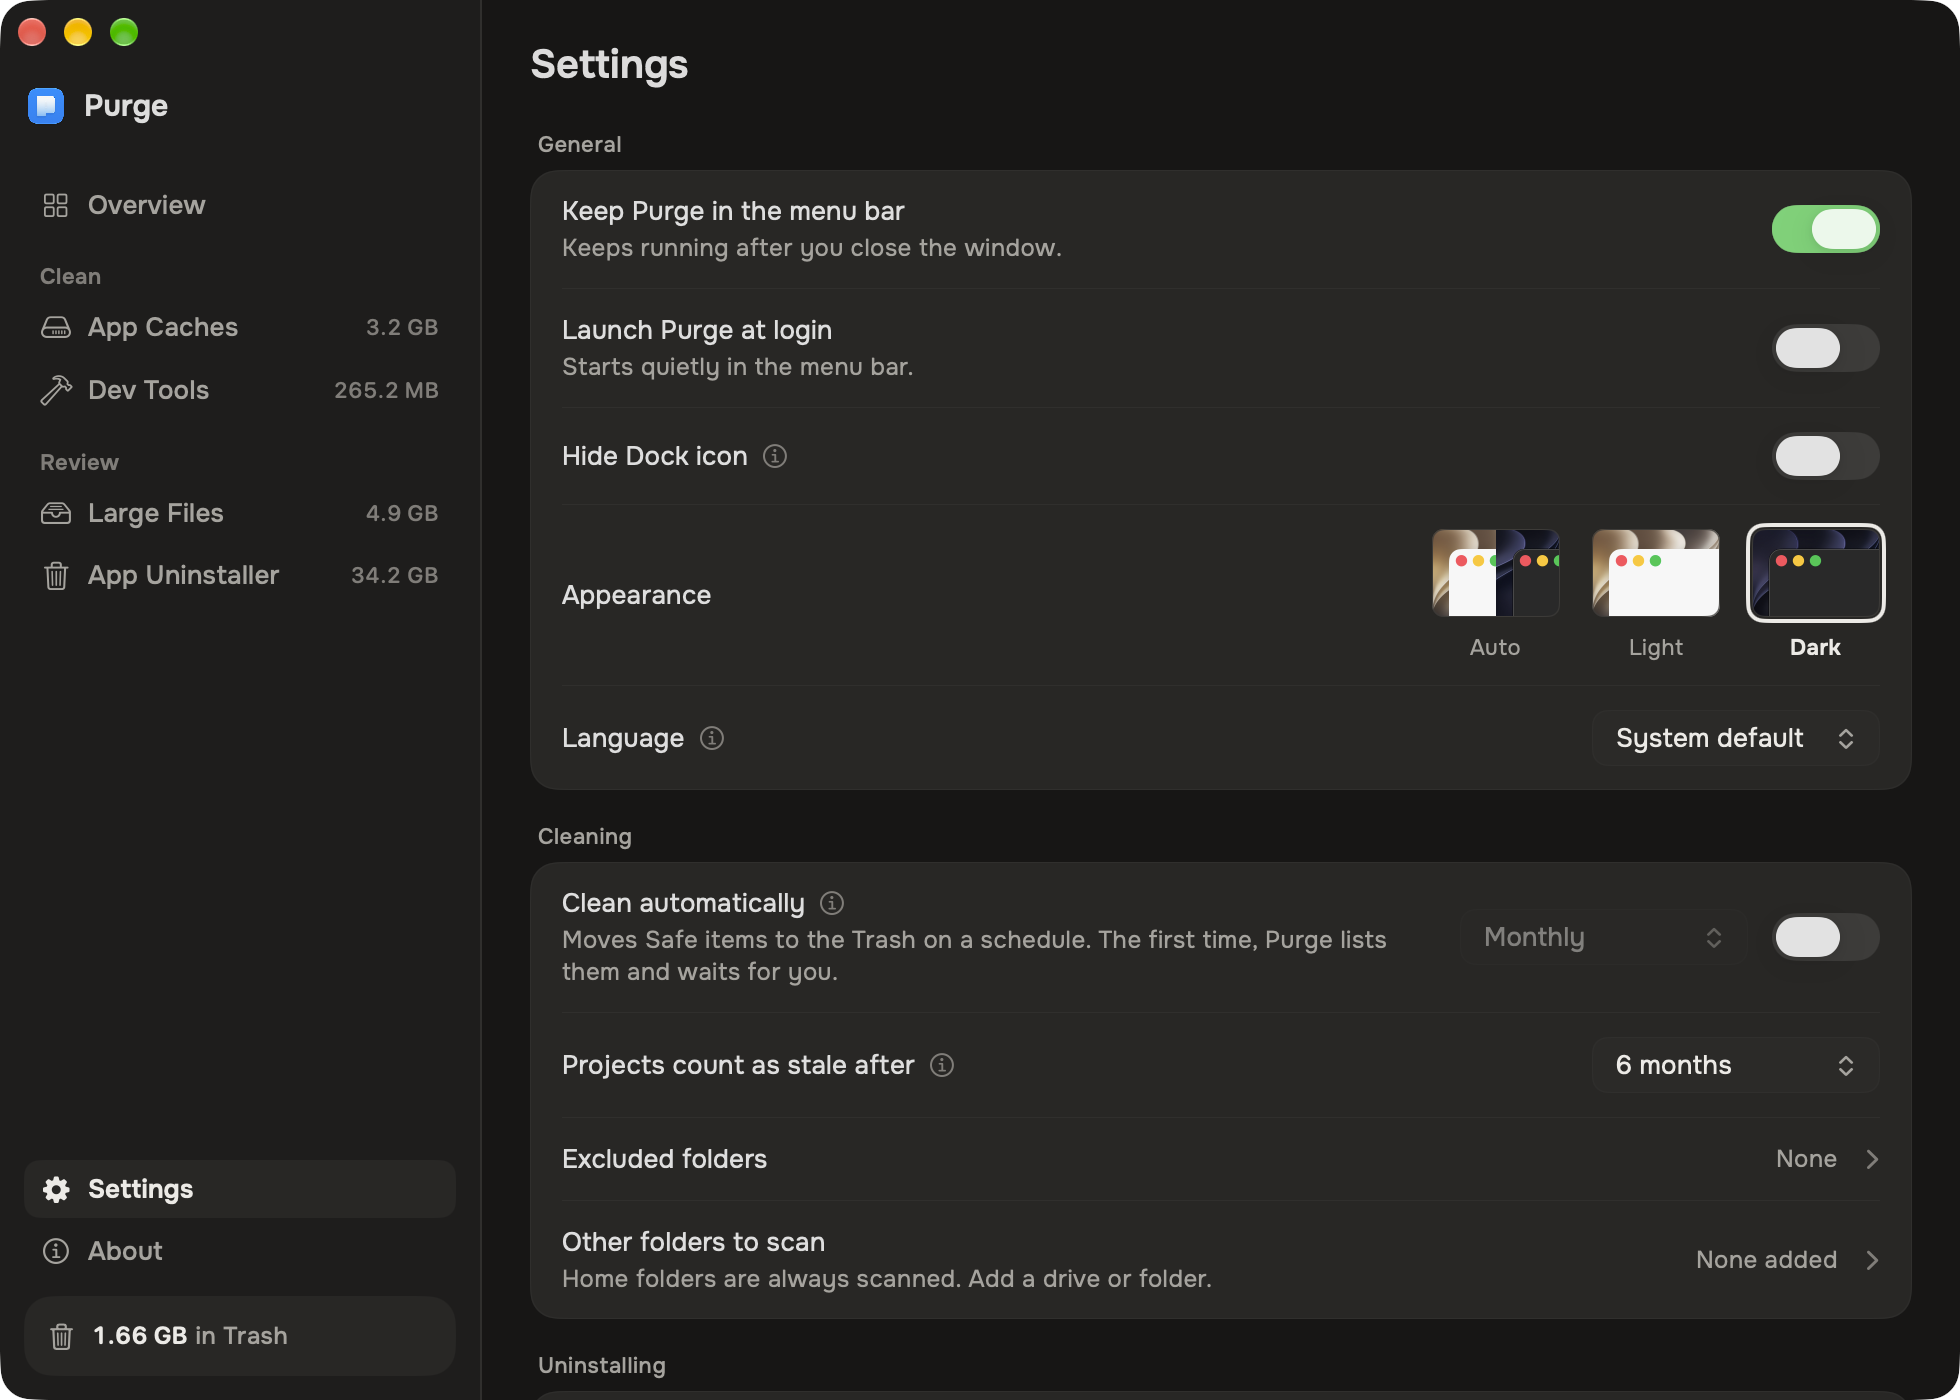 Purge
Overview
Clean
App Caches 3.2 GB
Dev Tools 265.2 MB
Review
Large Files 4.9 GB
App Uninstaller 34.2 GB
Settings
About
1.66 GB in Trash
Settings
General
Keep Purge in the menu bar
Keeps running after you close the window.
Launch Purge at login
Starts quietly in the menu bar.
Hide Dock icon
Appearance
Auto Light Dark
Language System default
Cleaning
Clean automatically
Moves Safe items to the Trash on a schedule. The first time, Purge lists
them and waits for you.
Monthly
Projects count as stale after 6 months
Excluded folders None
Other folders to scan
Home folders are always scanned. Add a drive or folder.
None added
Uninstalling